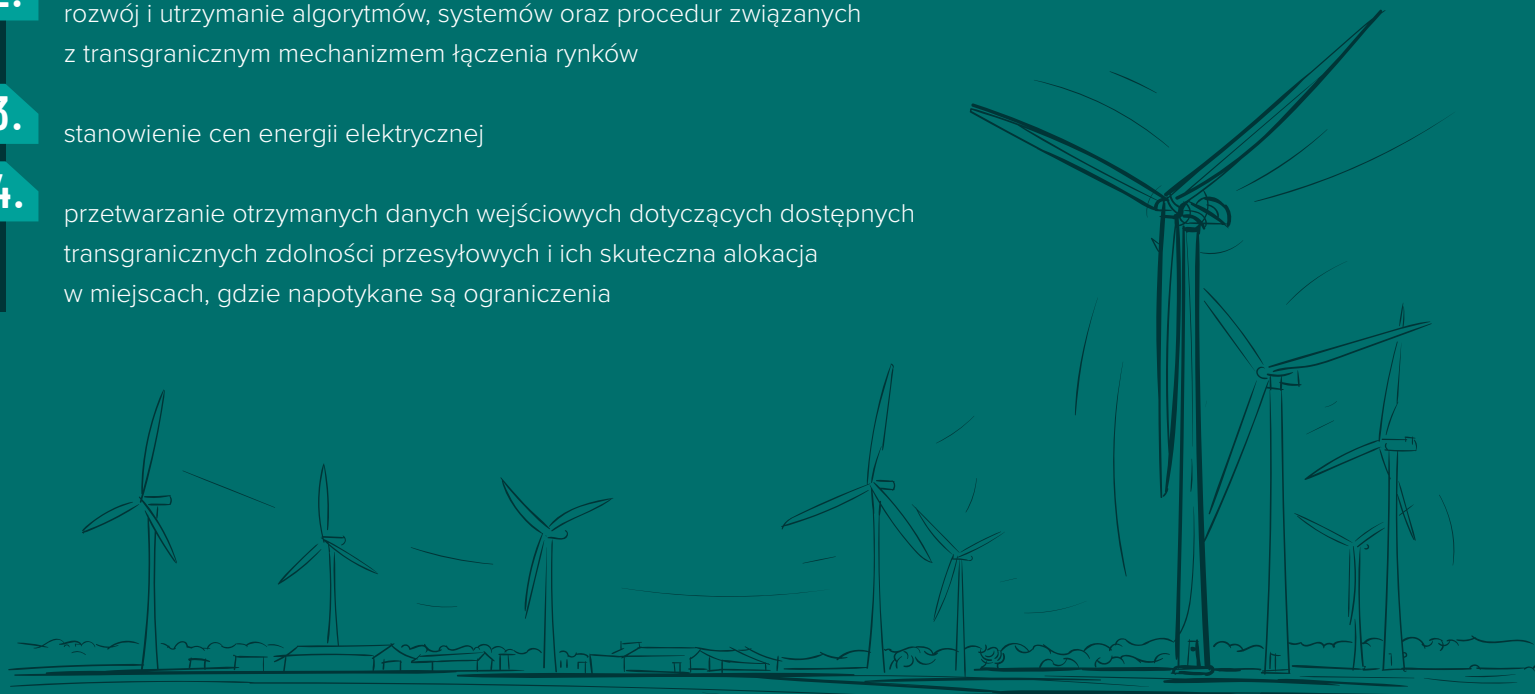 rozwój i utrzymanie algorytmów, systemów oraz procedur związanych
z transgranicznym mechanizmem łączenia rynków
3.
stanowienie cen energii elektrycznej
4.
przetwarzanie otrzymanych danych wejściowych dotyczących dostępnych
transgranicznych zdolności przesyłowych i ich skuteczna alokacja
w miejscach, gdzie napotykane są ograniczenia